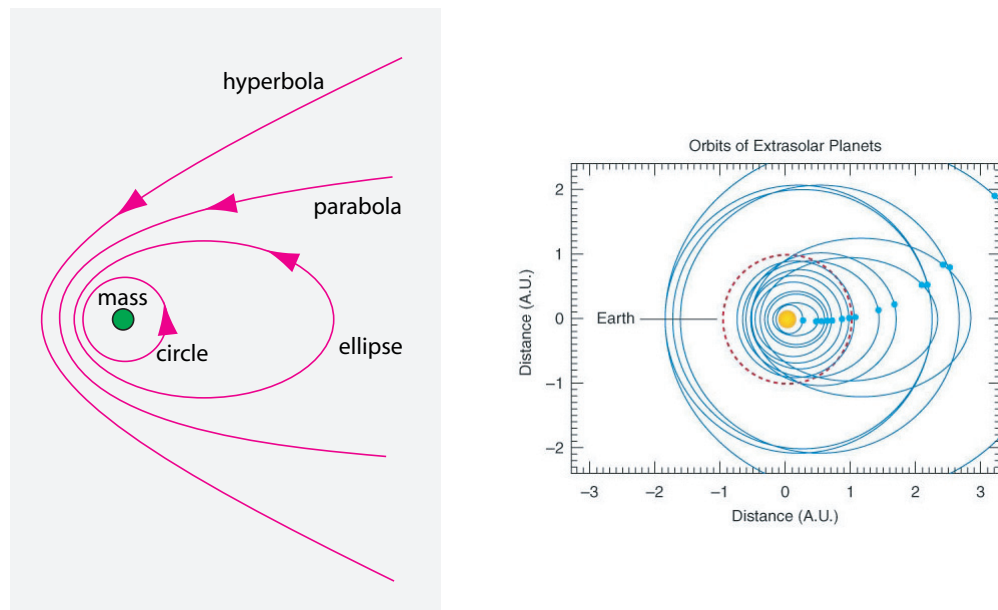 hyperbola
parabola
mass
circle
ellipse
Orbits of Extrasolar Planets
Distance (A.U.)
2
1
0
–1
–2
Earth
–3
–2
–1
0
1
2
3
Distance (A.U.)